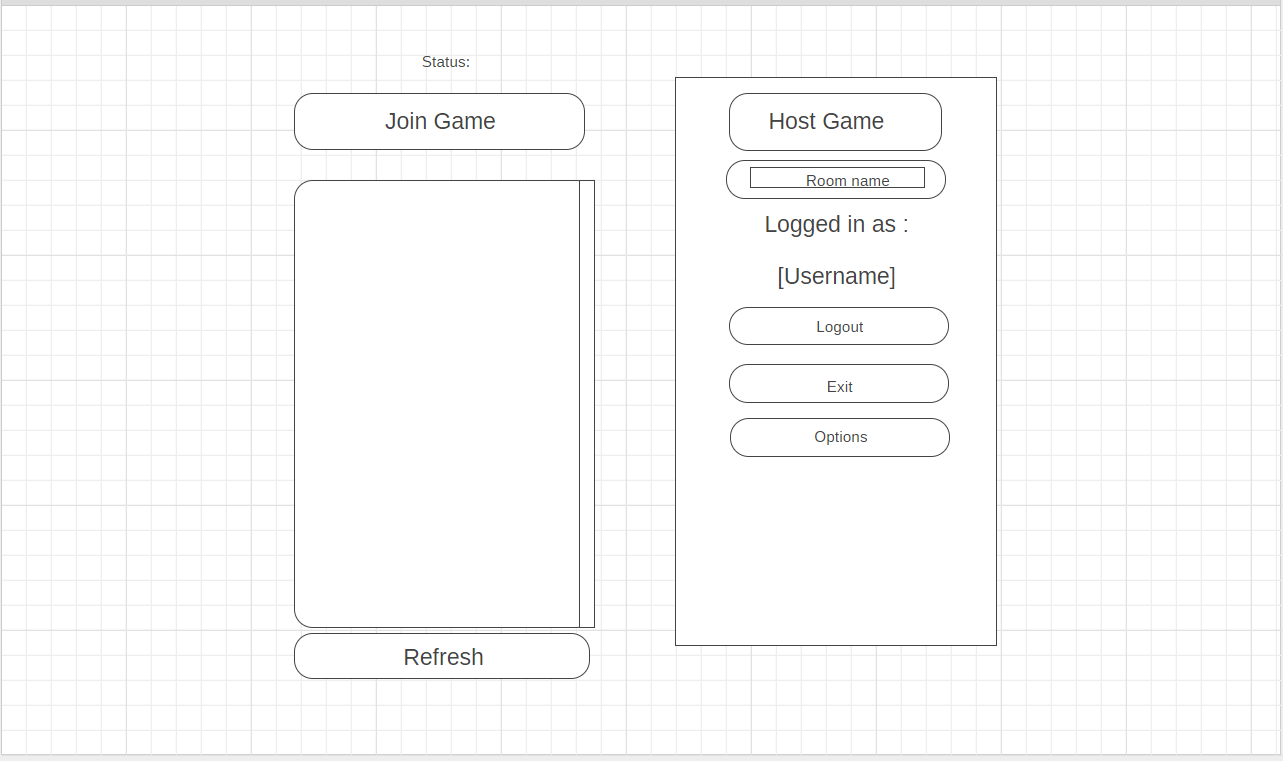 Status:
Join Game
Refresh
Host Game
Room name
Logged in as :
[Username]
Logout
Exit
Options